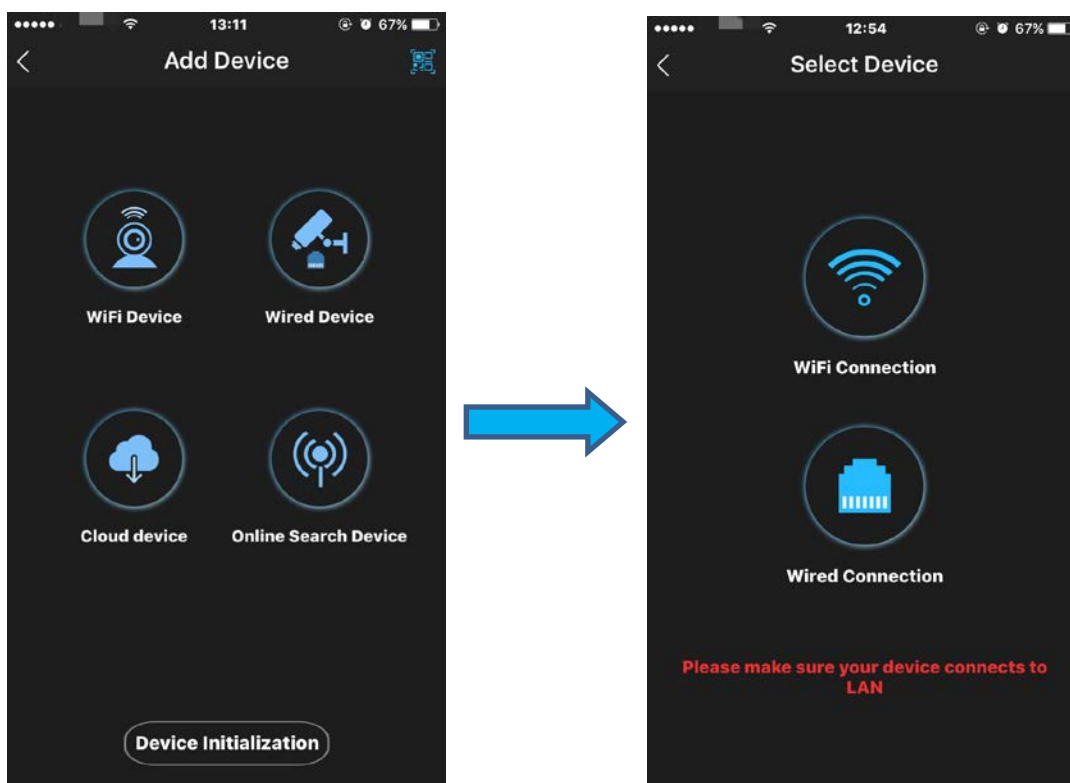 13:11
67%
Add Device
WiFi Device
Wired Device
Cloud device
Online Search Device
Device Initialization
12:54
67%
Select Device
WiFi Connection
Wired Connection
Please make sure your device connects to
LAN